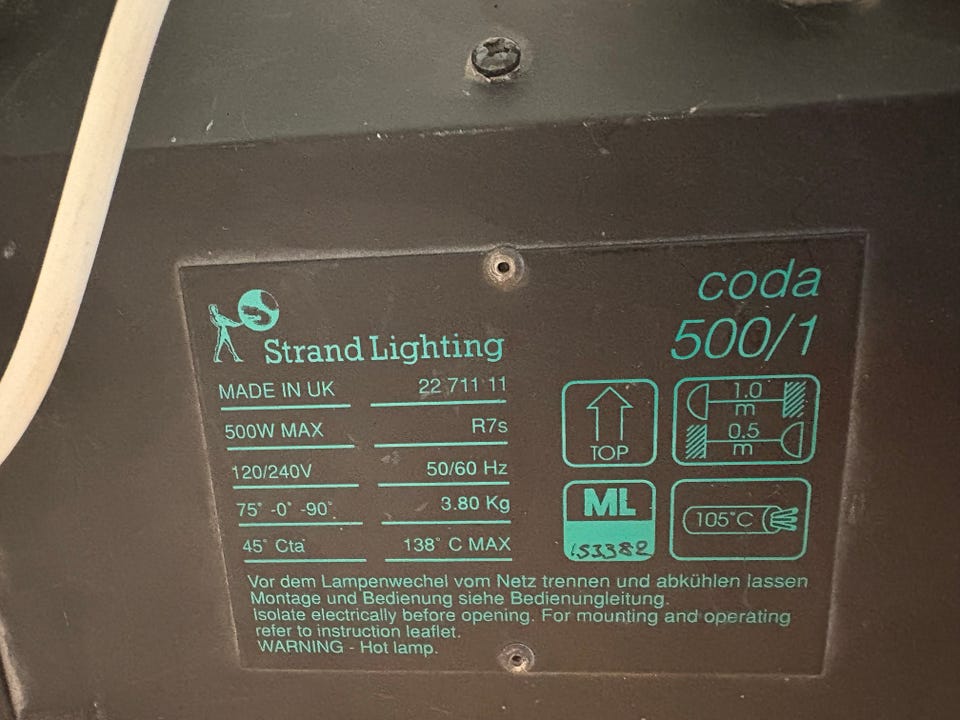 coda
500/1
Strand Lighting
MADE IN UK 22 711 11
500W MAX R7s
120/240V 50/60 Hz
75° -0° -90° 3.80 Kg
45° Cta 138° C MAX
TOP
1.0
m
0.5
m
ML
153382
105°C
Vor dem Lampenwechel vom Netz trennen und abkühlen lassen
Montage und Bedienung siehe Bedienungleitung.
Isolate electrically before opening. For mounting and operating
refer to instruction leaflet.
WARNING - Hot lamp.